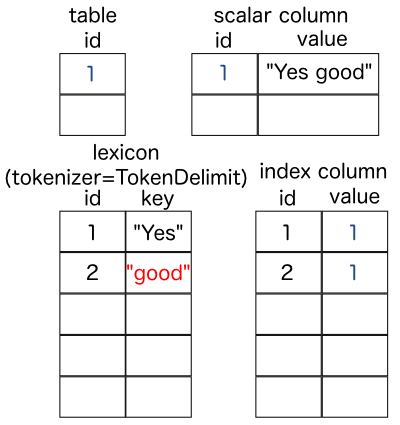 table
id
1
scalar column
id value
1 "Yes good"
lexicon
(tokenizer=TokenDelimit)
id key
1 "Yes"
2 "good"
index column
id value
1 1
2 1